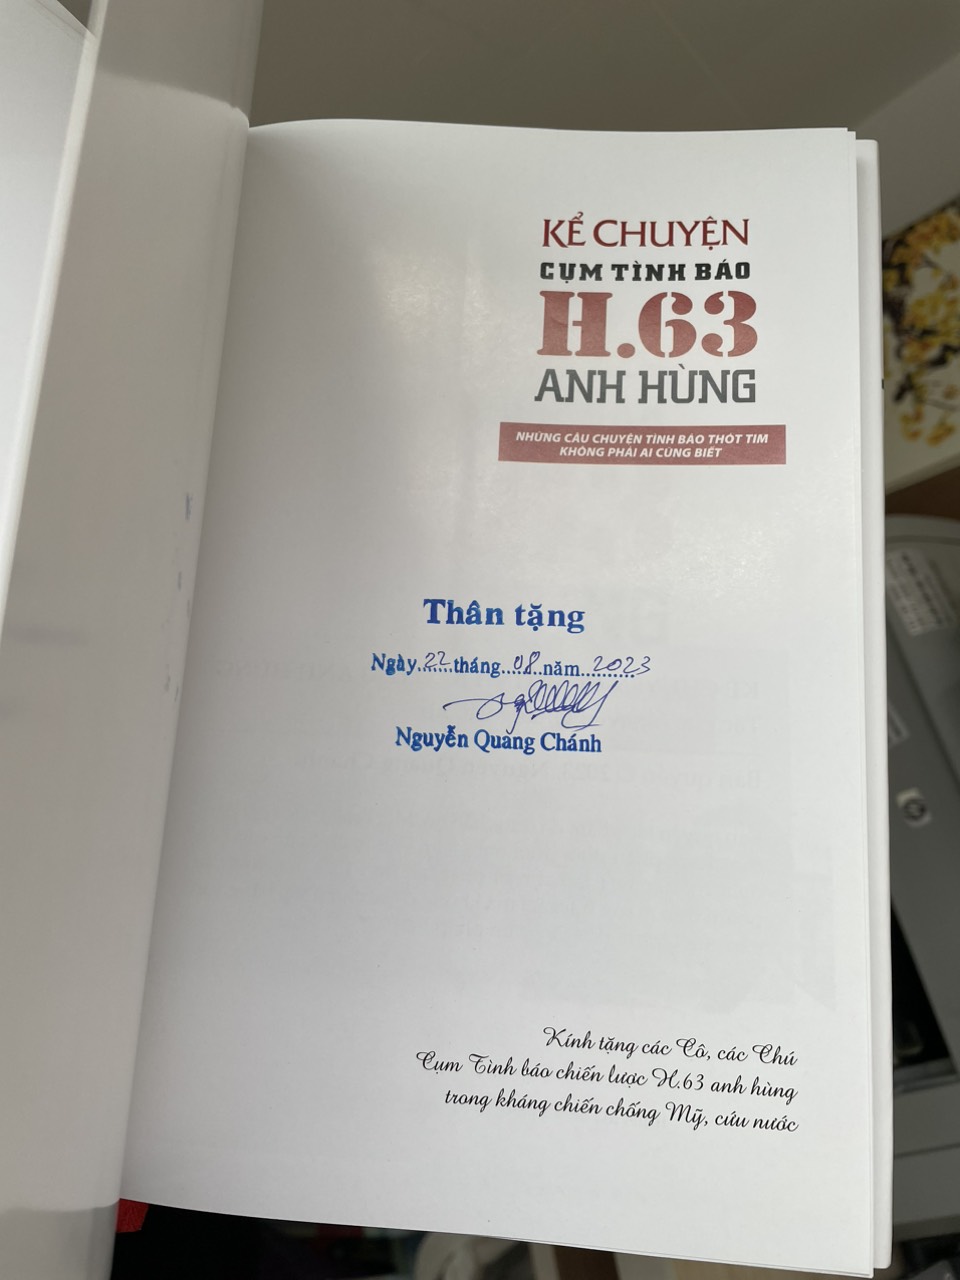 KỂ CHUYỆN
CỤM TÌNH BÁO
H.63
ANH HÙNG
NHỮNG CÂU CHUYỆN TÌNH BÁO THÓT TIM
KHÔNG PHẢI AI CŨNG BIẾT
Thân tặng
Ngày..22..tháng..08..năm..2023
Nguyễn Quang Chánh
Kính tặng các Cô, các Chú
Cụm Tình báo chiến lược H.63 anh hùng
trong kháng chiến chống Mỹ, cứu nước